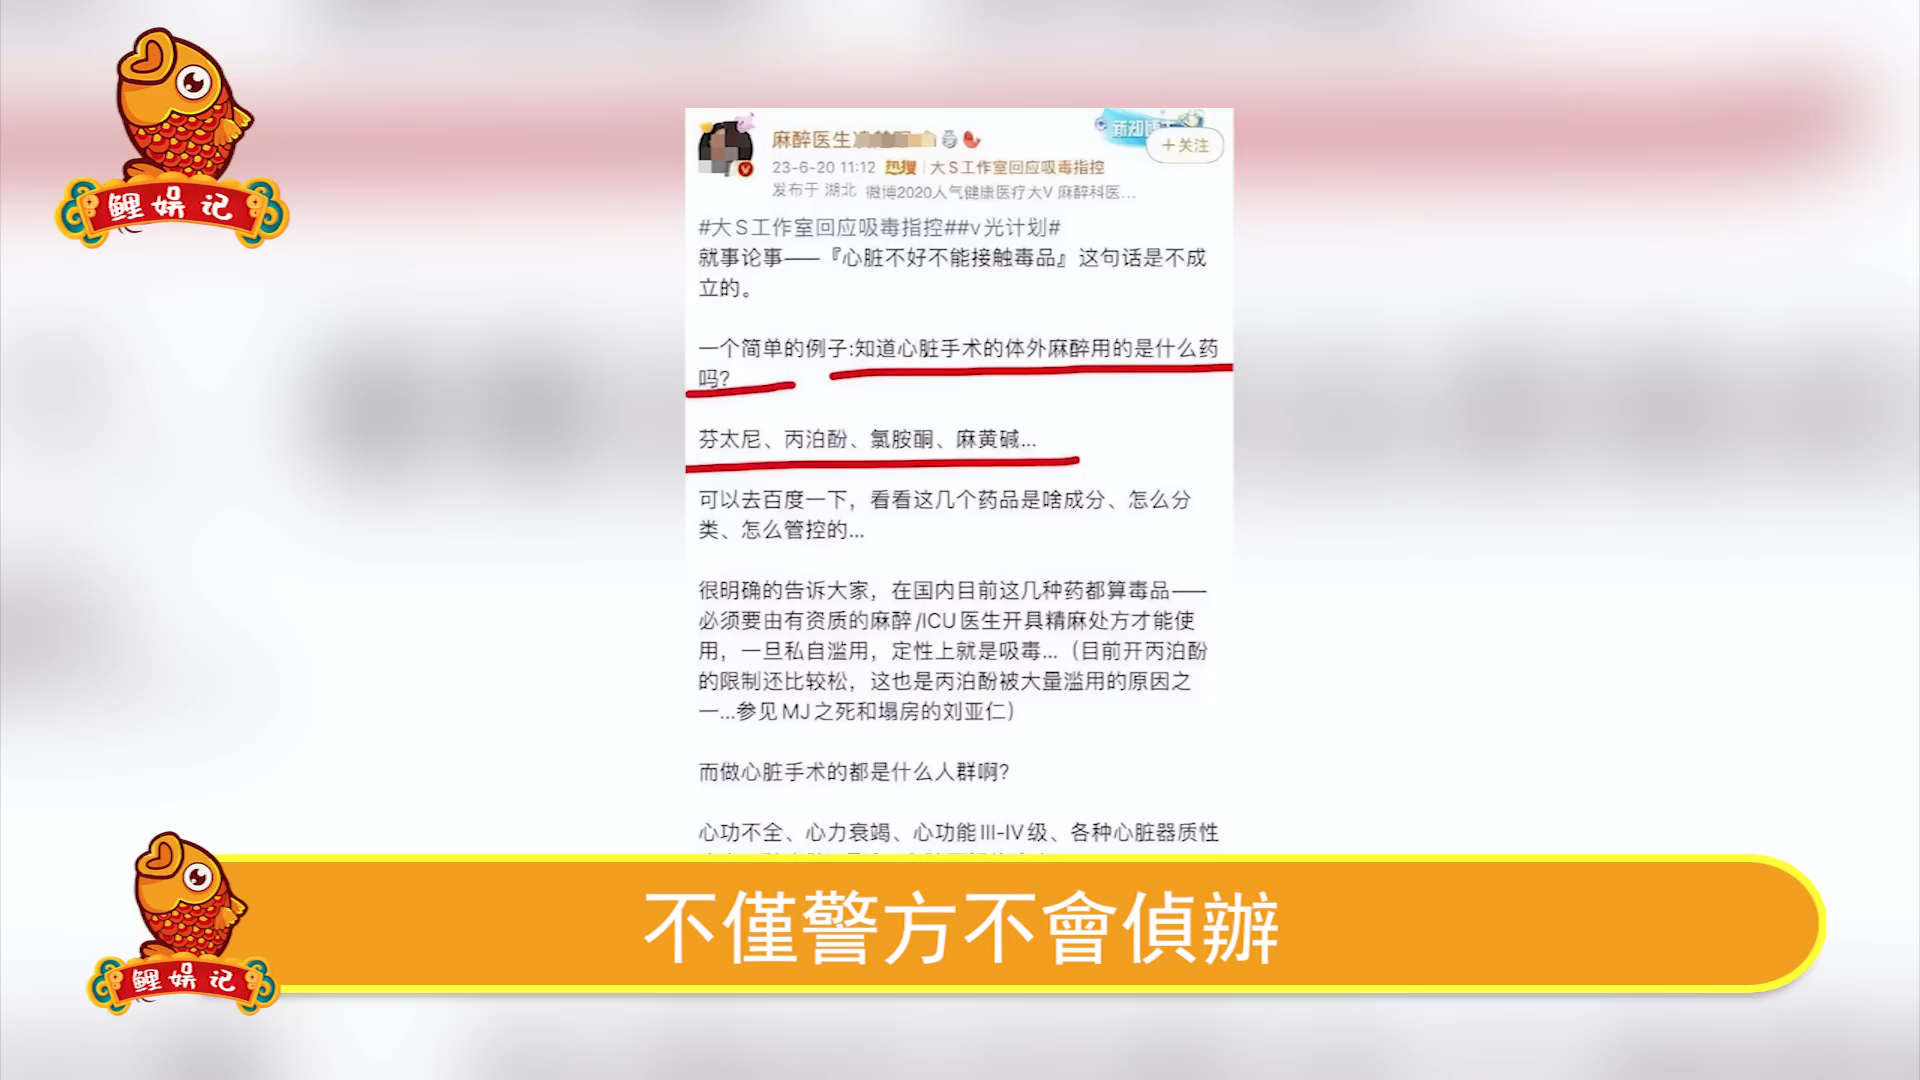 鲤娱记
麻醉医生
新知博主
+关注
23-6-20 11:12 热搜 | 大S工作室回应吸毒指控
发布于 湖北 微博2020人气健康医疗大V 麻醉科医...
#大S工作室回应吸毒指控##v光计划#
就事论事——『心脏不好不能接触毒品』这句话是不成
立的。
一个简单的例子:知道心脏手术的体外麻醉用的是什么药
吗?
芬太尼、丙泊酚、氯胺酮、麻黄碱...
可以去百度一下，看看这几个药品是啥成分、怎么分
类、怎么管控的...
很明确的告诉大家，在国内目前这几种药都算毒品——
必须要由有资质的麻醉/ICU医生开具精麻处方才能使
用，一旦私自滥用，定性上就是吸毒...（目前开丙泊酚
的限制还比较松，这也是丙泊酚被大量滥用的原因之
一...参见MJ之死和塌房的刘亚仁）
而做心脏手术的都是什么人群啊?
心功不全、心力衰竭、心功能III-IV级、各种心脏器质性
不僅警方不會偵辦
鲤娱记